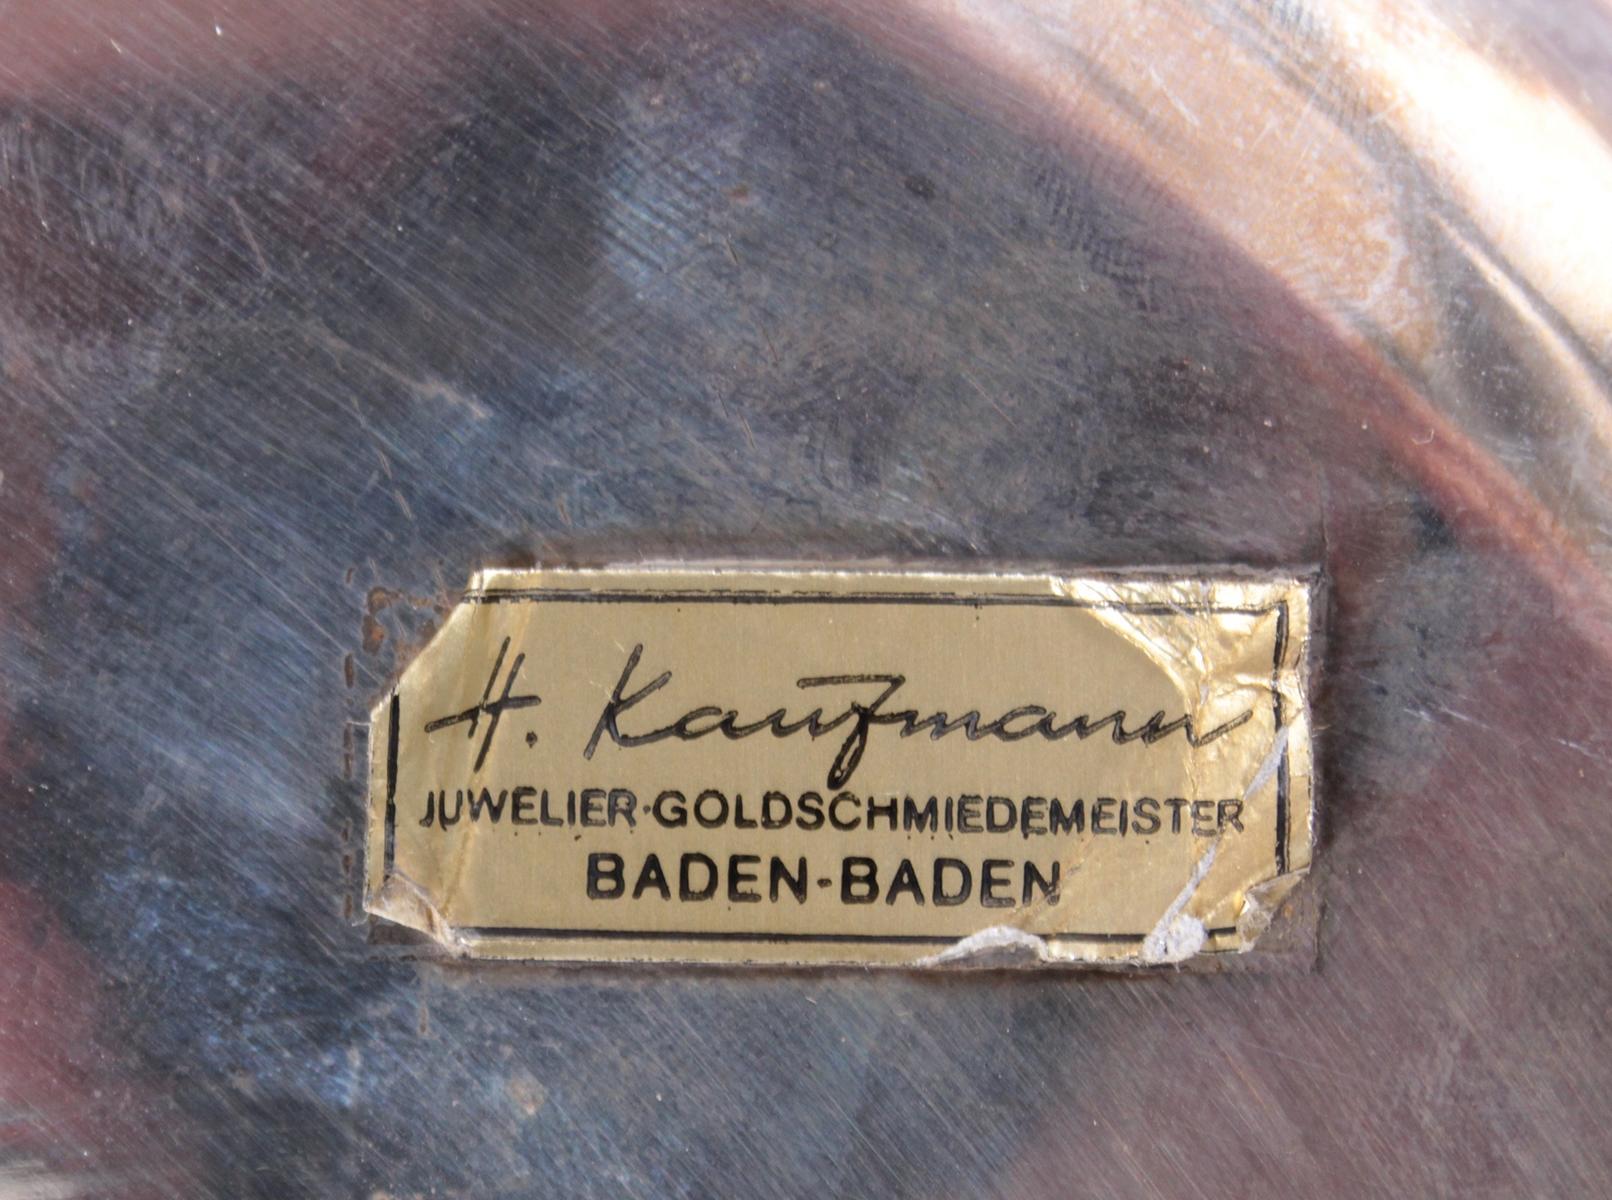 H. Kaufmann
JUWELIER·GOLDSCHMIEDEMEISTER
BADEN-BADEN